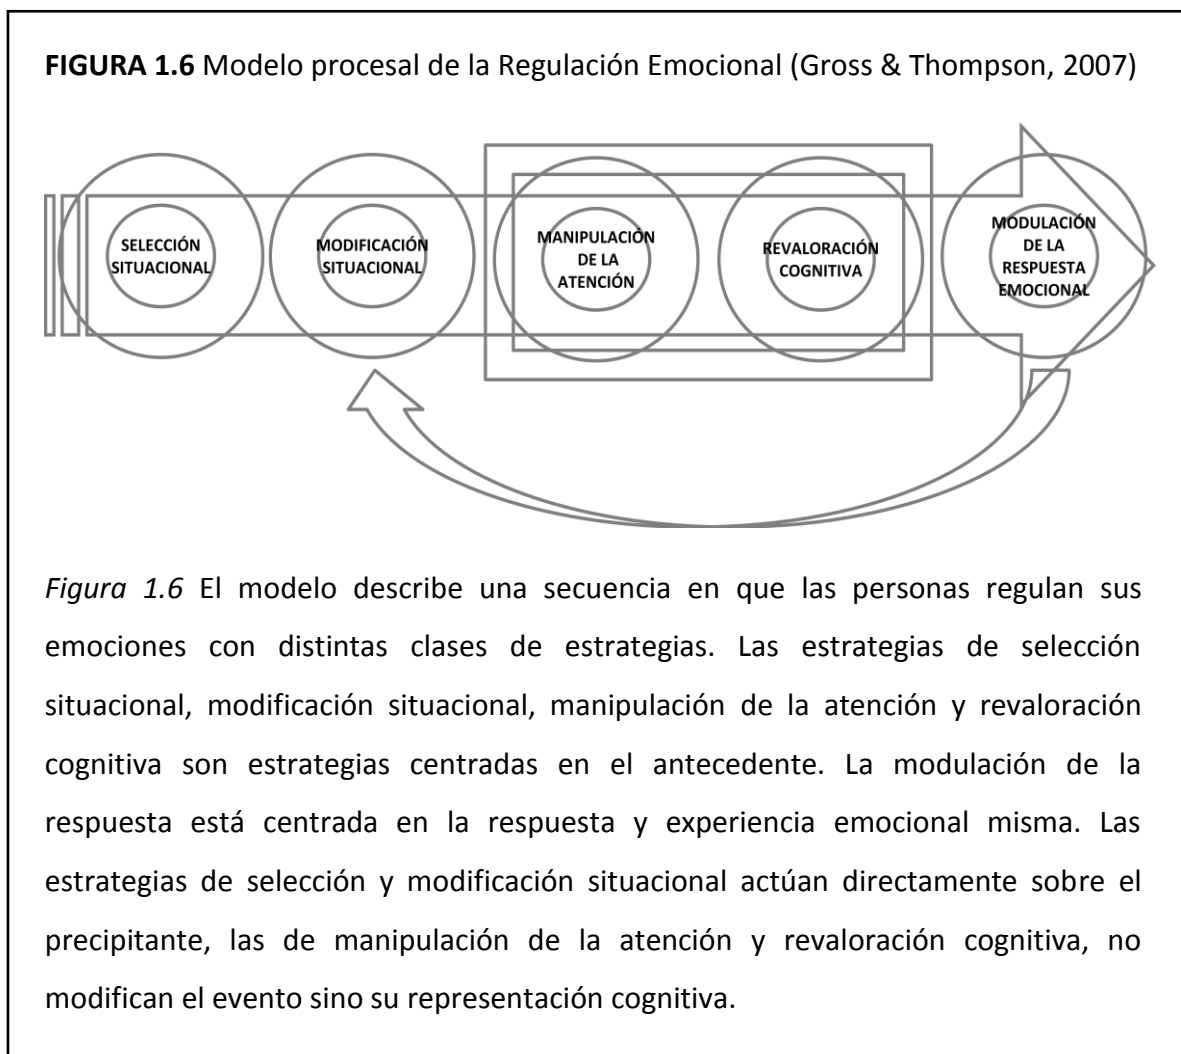 FIGURA 1.6 Modelo procesal de la Regulación Emocional (Gross & Thompson, 2007)
SELECCIÓN
SITUACIONAL
MODIFICACIÓN
SITUACIONAL
MANIPULACIÓN
DE LA
ATENCIÓN
REVALORACIÓN
COGNITIVA
MODULACIÓN
DE LA
RESPUESTA
EMOCIONAL
Figura 1.6 El modelo describe una secuencia en que las personas regulan sus
emociones con distintas clases de estrategias. Las estrategias de selección
situacional, modificación situacional, manipulación de la atención y revaloración
cognitiva son estrategias centradas en el antecedente. La modulación de la
respuesta está centrada en la respuesta y experiencia emocional misma. Las
estrategias de selección y modificación situacional actúan directamente sobre el
precipitante, las de manipulación de la atención y revaloración cognitiva, no
modifican el evento sino su representación cognitiva.